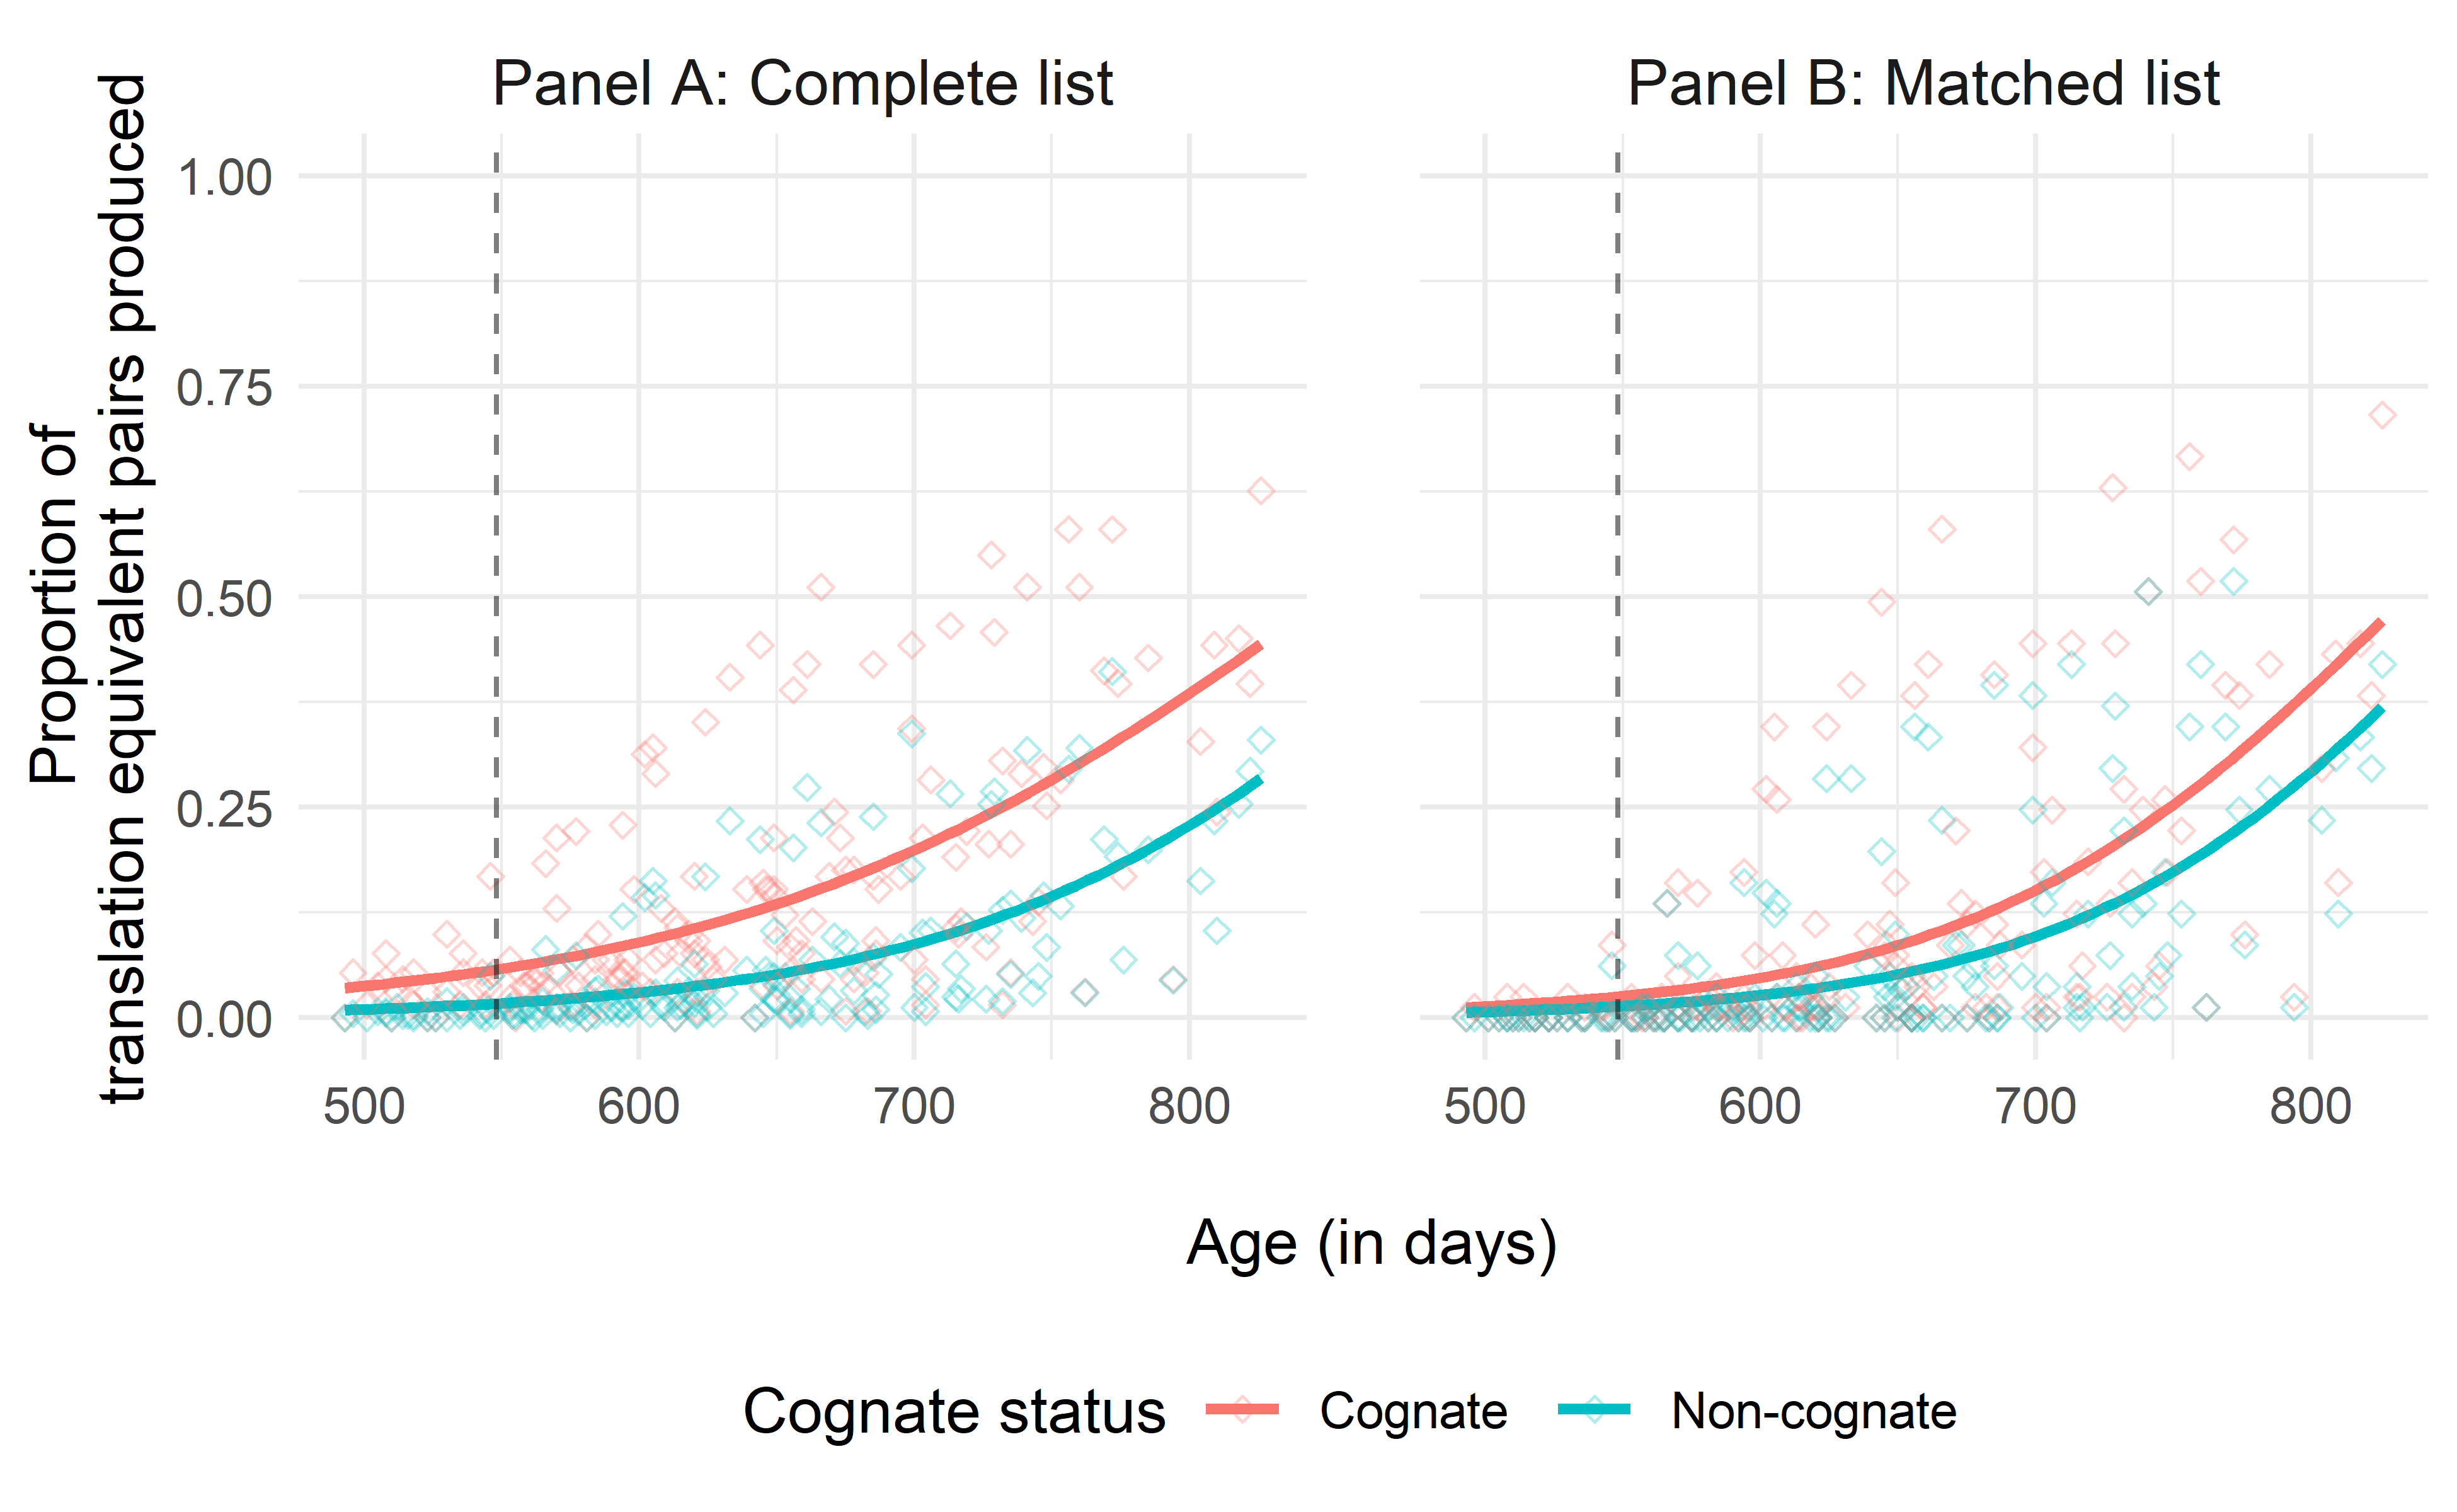 Panel A: Complete list
Panel B: Matched list
Proportion of
translation equivalent pairs produced
1.00
0.75
0.50
0.25
0.00
500 600 700 800
500 600 700 800
Age (in days)
Cognate status Cognate Non-cognate